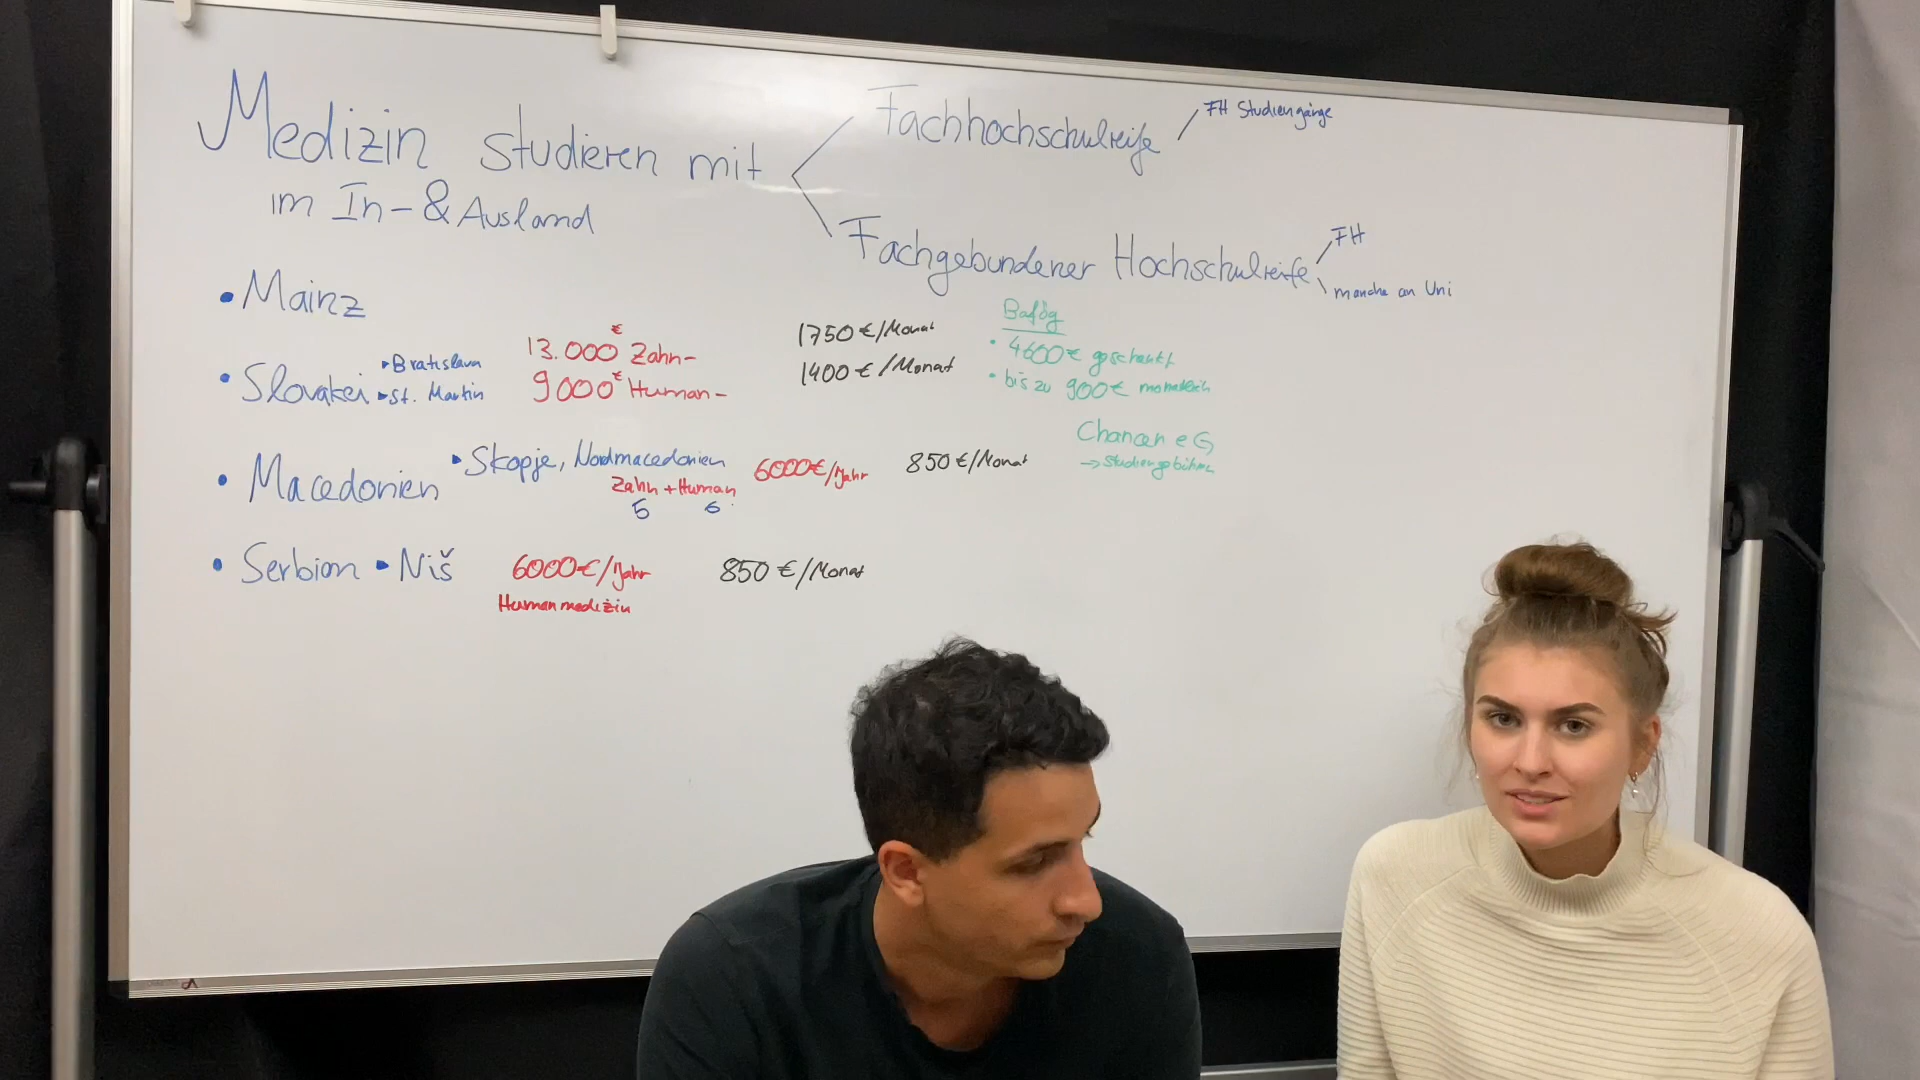 Medizin studieren mit
im In- & Ausland
Fachhochschulreife
FH Studiengänge
Fachgebundener Hochschulreife
FH
manche an Uni
• Mainz
• Slovakei
▸ Bratislava
▸ St. Martin
13.000€ Zahn-
9000€ Human-
1750€/Monat
1400€/Monat
Bafög
• 4600€ geschenkt
• bis zu 900€ monatlich
Chancen eG
→ Studiengebühren
• Macedonien
▸ Skopje, Nordmacedonien
Zahn + Human
5 6
6000€/Jahr
850€/Monat
• Serbien ▸ Niš
6000€/Jahr
Humanmedizin
850€/Monat